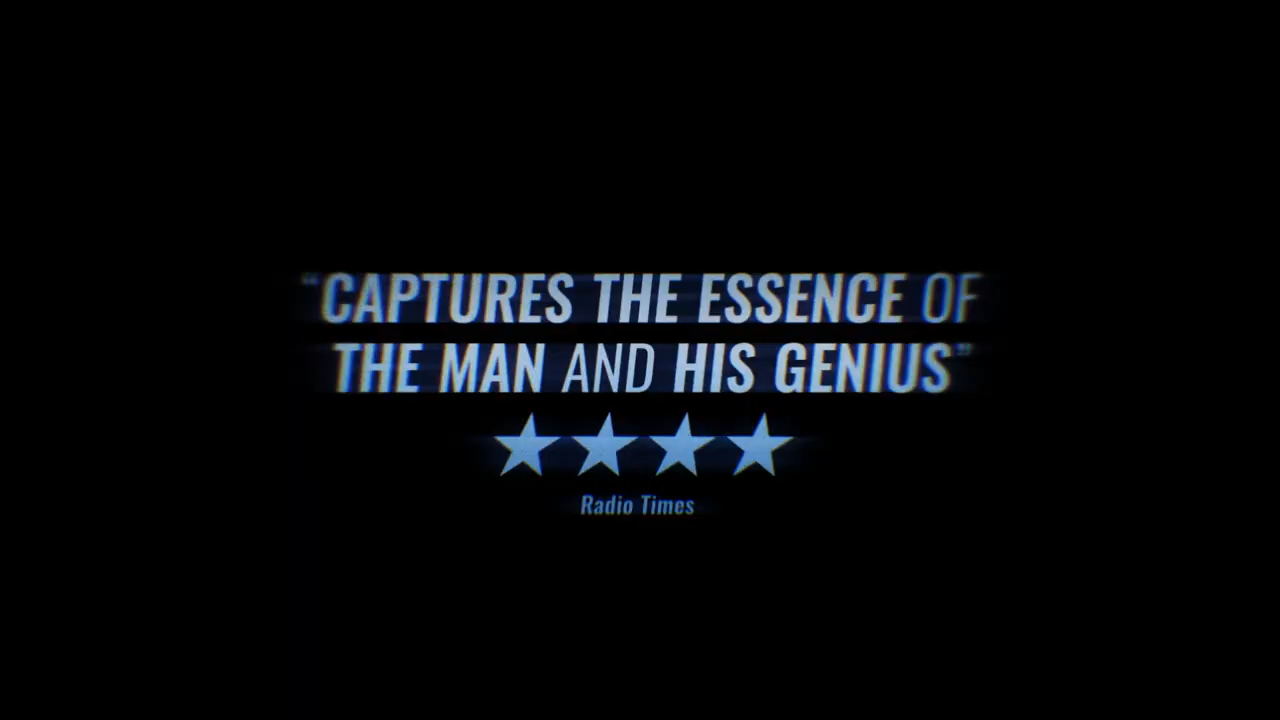 “CAPTURES THE ESSENCE OF
THE MAN AND HIS GENIUS”
Radio Times